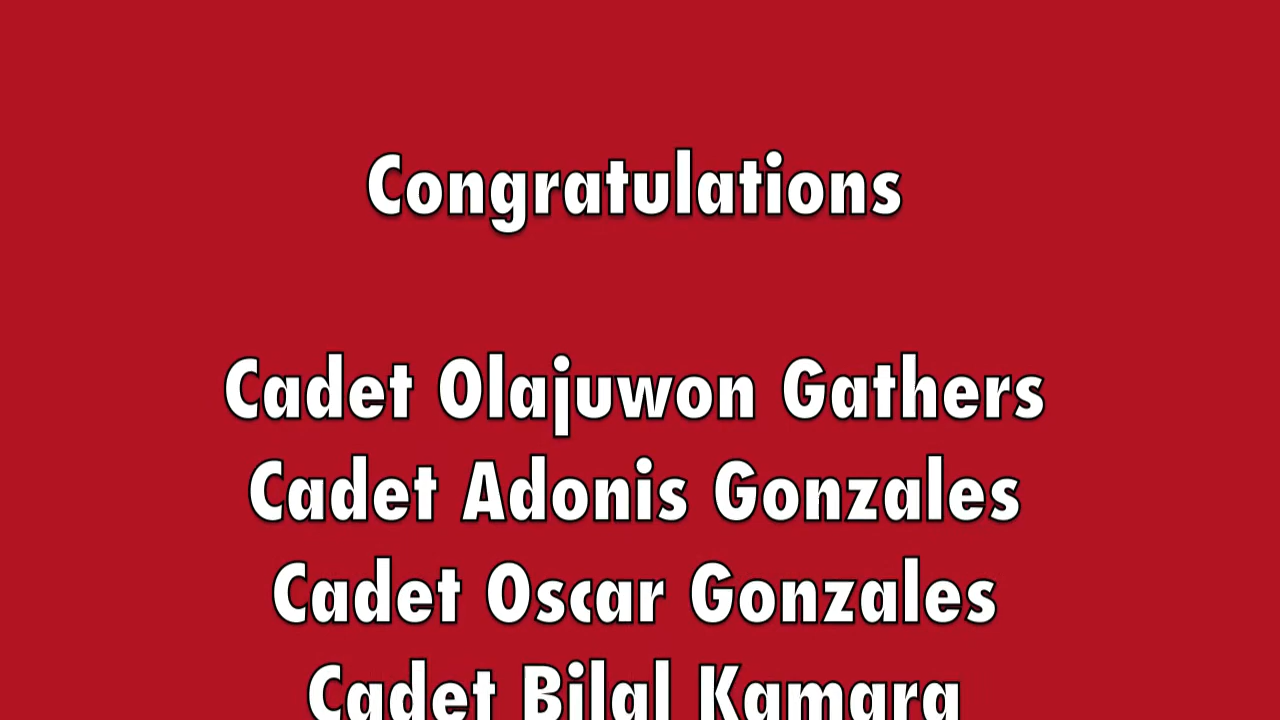 Congratulations
Cadet Olajuwon Gathers
Cadet Adonis Gonzales
Cadet Oscar Gonzales
Cadet Bilal Kamara